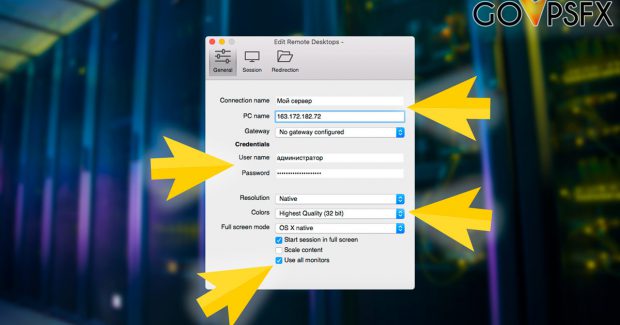 GOVPSFX
Edit Remote Desktops –
General Session Redirection
Connection name Мой сервер
PC name 163.172.182.72
Gateway No gateway configured
Credentials
User name администратор
Password ••••••••••••••••••••
Resolution Native
Colors Highest Quality (32 bit)
Full screen mode OS X native
Start session in full screen
Scale content
Use all monitors